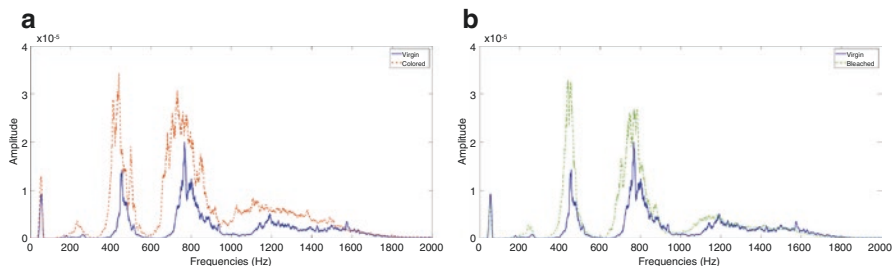 a
x10-5
4
3
2
1
0
Amplitude
Virgin
Colored
0 200 400 600 800 1000 1200 1400 1600 1800 2000
Frequencies (Hz)
b
x10-5
4
3
2
1
0
Amplitude
Virgin
Bleached
0 200 400 600 800 1000 1200 1400 1600 1800 2000
Frequencies (Hz)